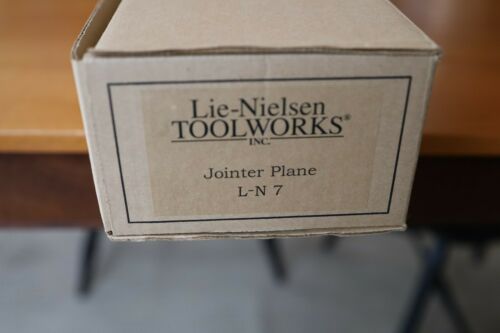 Lie-Nielsen
TOOLWORKS®
INC.
Jointer Plane
L-N 7